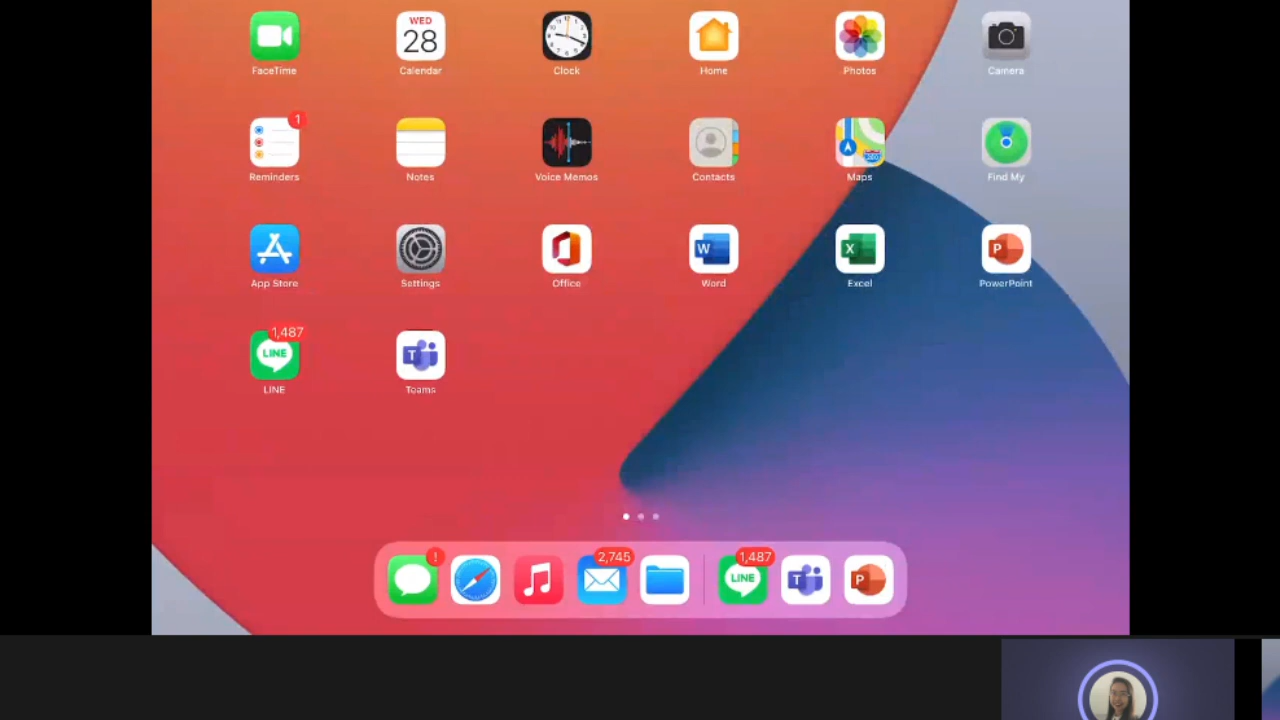 WED
28
FaceTime Calendar Clock Home Photos Camera
1
280
Reminders Notes Voice Memos Contacts Maps Find My
W X P
App Store Settings Office Word Excel PowerPoint
1,487
LINE T
LINE Teams
! 2,745 1,487
LINE T P